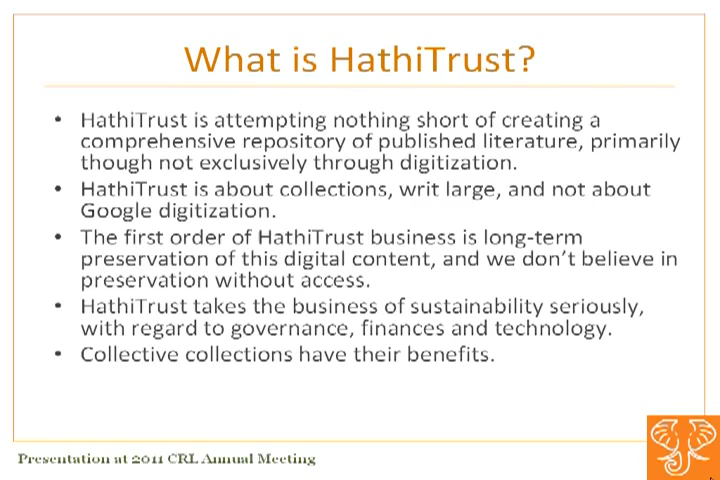 What is HathiTrust?
• HathiTrust is attempting nothing short of creating a
comprehensive repository of published literature, primarily
though not exclusively through digitization.
• HathiTrust is about collections, writ large, and not about
Google digitization.
• The first order of HathiTrust business is long-term
preservation of this digital content, and we don’t believe in
preservation without access.
• HathiTrust takes the business of sustainability seriously,
with regard to governance, finances and technology.
• Collective collections have their benefits.
Presentation at 2011 CRL Annual Meeting